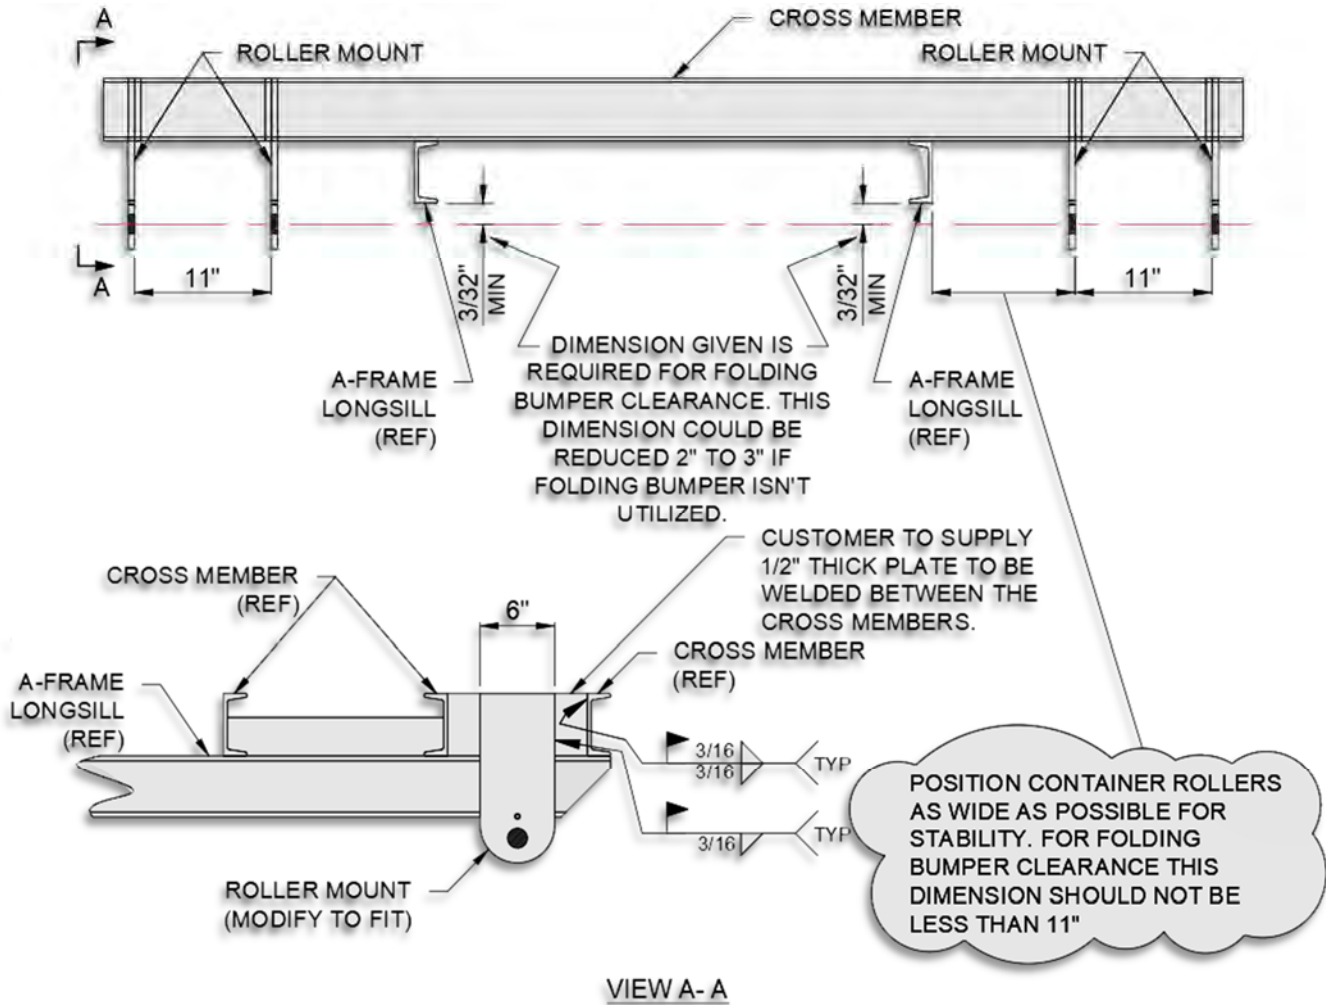 A
CROSS MEMBER
ROLLER MOUNT
ROLLER MOUNT
A
11"
3/32"
MIN
3/32"
MIN
11"
DIMENSION GIVEN IS
REQUIRED FOR FOLDING
BUMPER CLEARANCE. THIS
DIMENSION COULD BE
REDUCED 2" TO 3" IF
FOLDING BUMPER ISN'T
UTILIZED.
A-FRAME
LONGSILL
(REF)
A-FRAME
LONGSILL
(REF)
CUSTOMER TO SUPPLY
1/2" THICK PLATE TO BE
WELDED BETWEEN THE
CROSS MEMBERS.
CROSS MEMBER
(REF)
6"
CROSS MEMBER
(REF)
A-FRAME
LONGSILL
(REF)
3/16
3/16
TYP
3/16
TYP
POSITION CONTAINER ROLLERS
AS WIDE AS POSSIBLE FOR
STABILITY. FOR FOLDING
BUMPER CLEARANCE THIS
DIMENSION SHOULD NOT BE
LESS THAN 11"
ROLLER MOUNT
(MODIFY TO FIT)
VIEW A- A